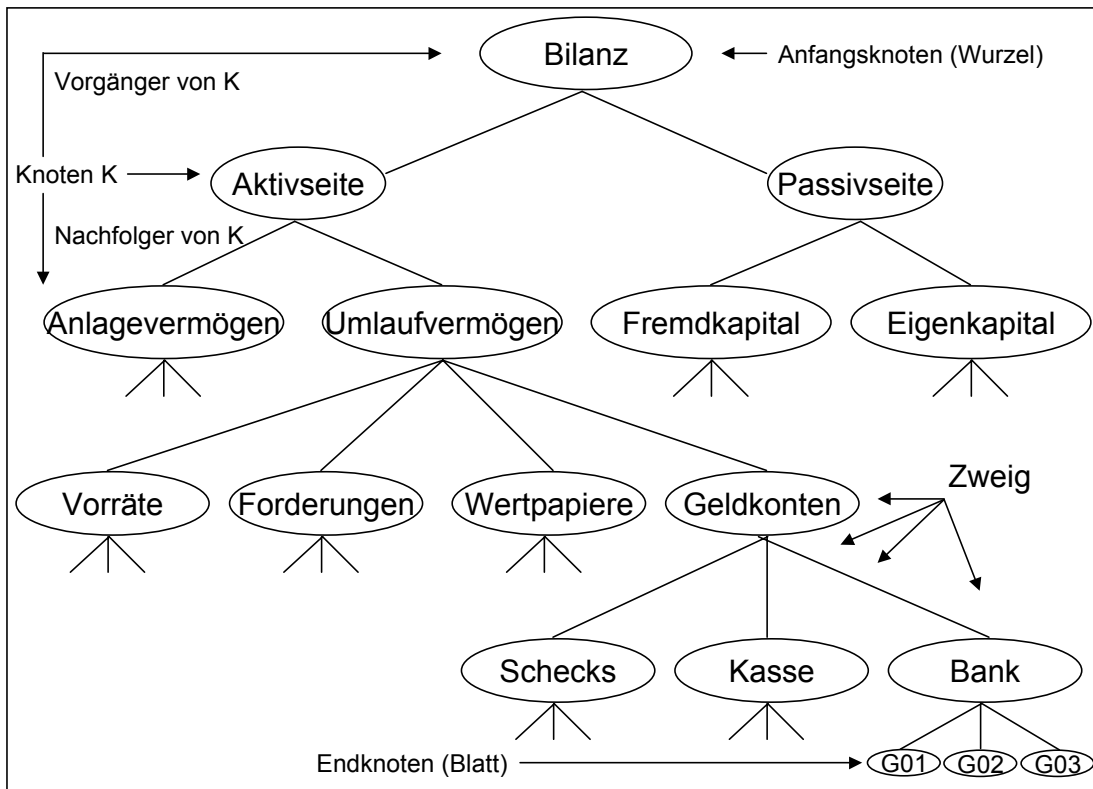 Bilanz
Anfangsknoten (Wurzel)
Vorgänger von K
Knoten K
Aktivseite
Passivseite
Nachfolger von K
Anlagevermögen
Umlaufvermögen
Fremdkapital
Eigenkapital
Vorräte
Forderungen
Wertpapiere
Geldkonten
Zweig
Schecks
Kasse
Bank
Endknoten (Blatt)
G01
G02
G03